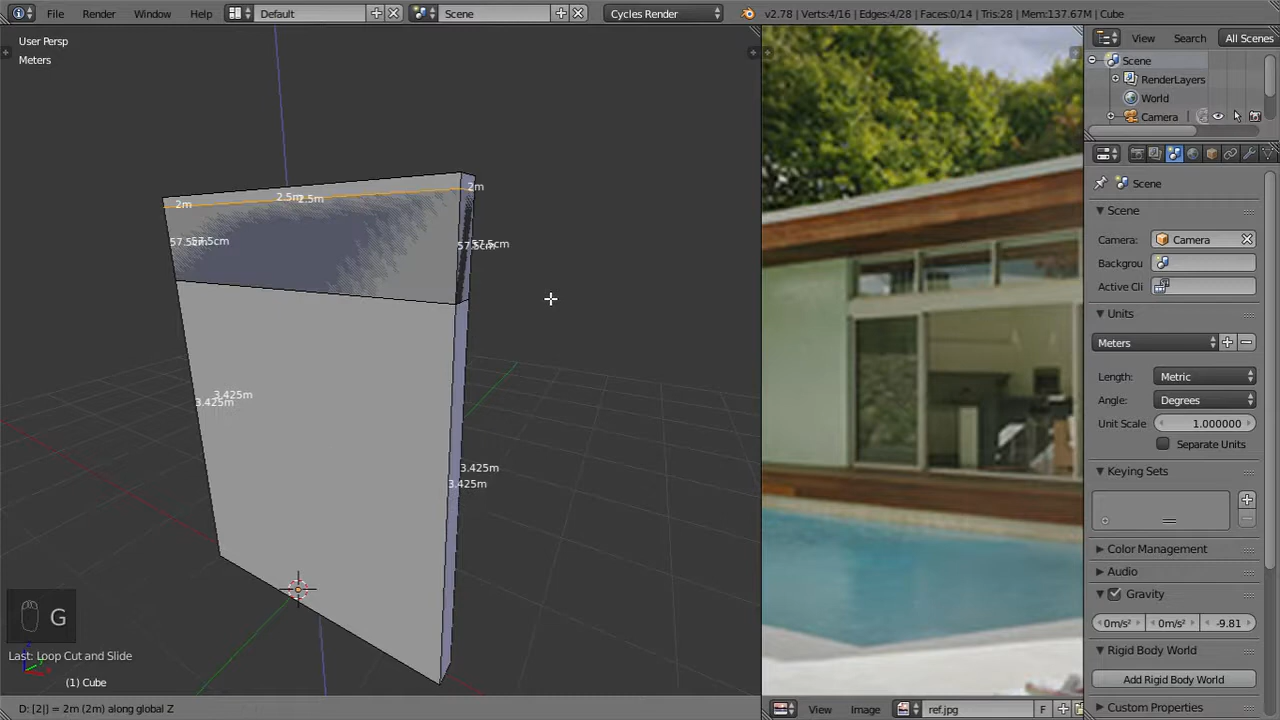 File Render Window Help Default Scene Cycles Render v2.78 | Verts:4/16 | Edges:4/28 | Faces:0/14 | Tris:28 | Mem:137.67M | Cube
User Persp
Meters
2m 2.5m 2.5m 2m
57.5cm 57.5cm 57.5cm 57.5cm
3.425m
3.425m
3.425m
3.425m
G
Last: Loop Cut and Slide
(1) Cube
D: [2|] = 2m (2m) along global Z
View Image ref.jpg F
View Search All Scenes
Scene
RenderLayers
World
Camera
Scene
Scene
Camera: Camera
Backgrou
Active Cli
Units
Meters
Length: Metric
Angle: Degrees
Unit Scale 1.000000
Separate Units
Keying Sets
Color Management
Audio
Gravity
0m/s² 0m/s² -9.81
Rigid Body World
Add Rigid Body World
Custom Properties